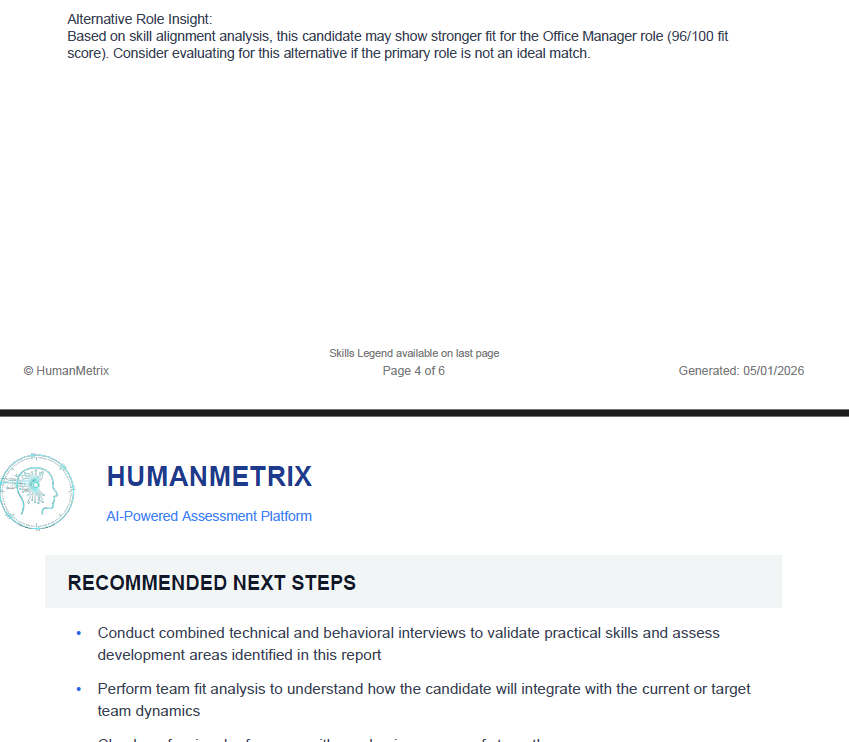 Alternative Role Insight:
Based on skill alignment analysis, this candidate may show stronger fit for the Office Manager role (96/100 fit
score). Consider evaluating for this alternative if the primary role is not an ideal match.
Skills Legend available on last page
© HumanMetrix
Page 4 of 6
Generated: 05/01/2026
HUMANMETRIX
AI-Powered Assessment Platform
RECOMMENDED NEXT STEPS
• Conduct combined technical and behavioral interviews to validate practical skills and assess
development areas identified in this report
• Perform team fit analysis to understand how the candidate will integrate with the current or target
team dynamics